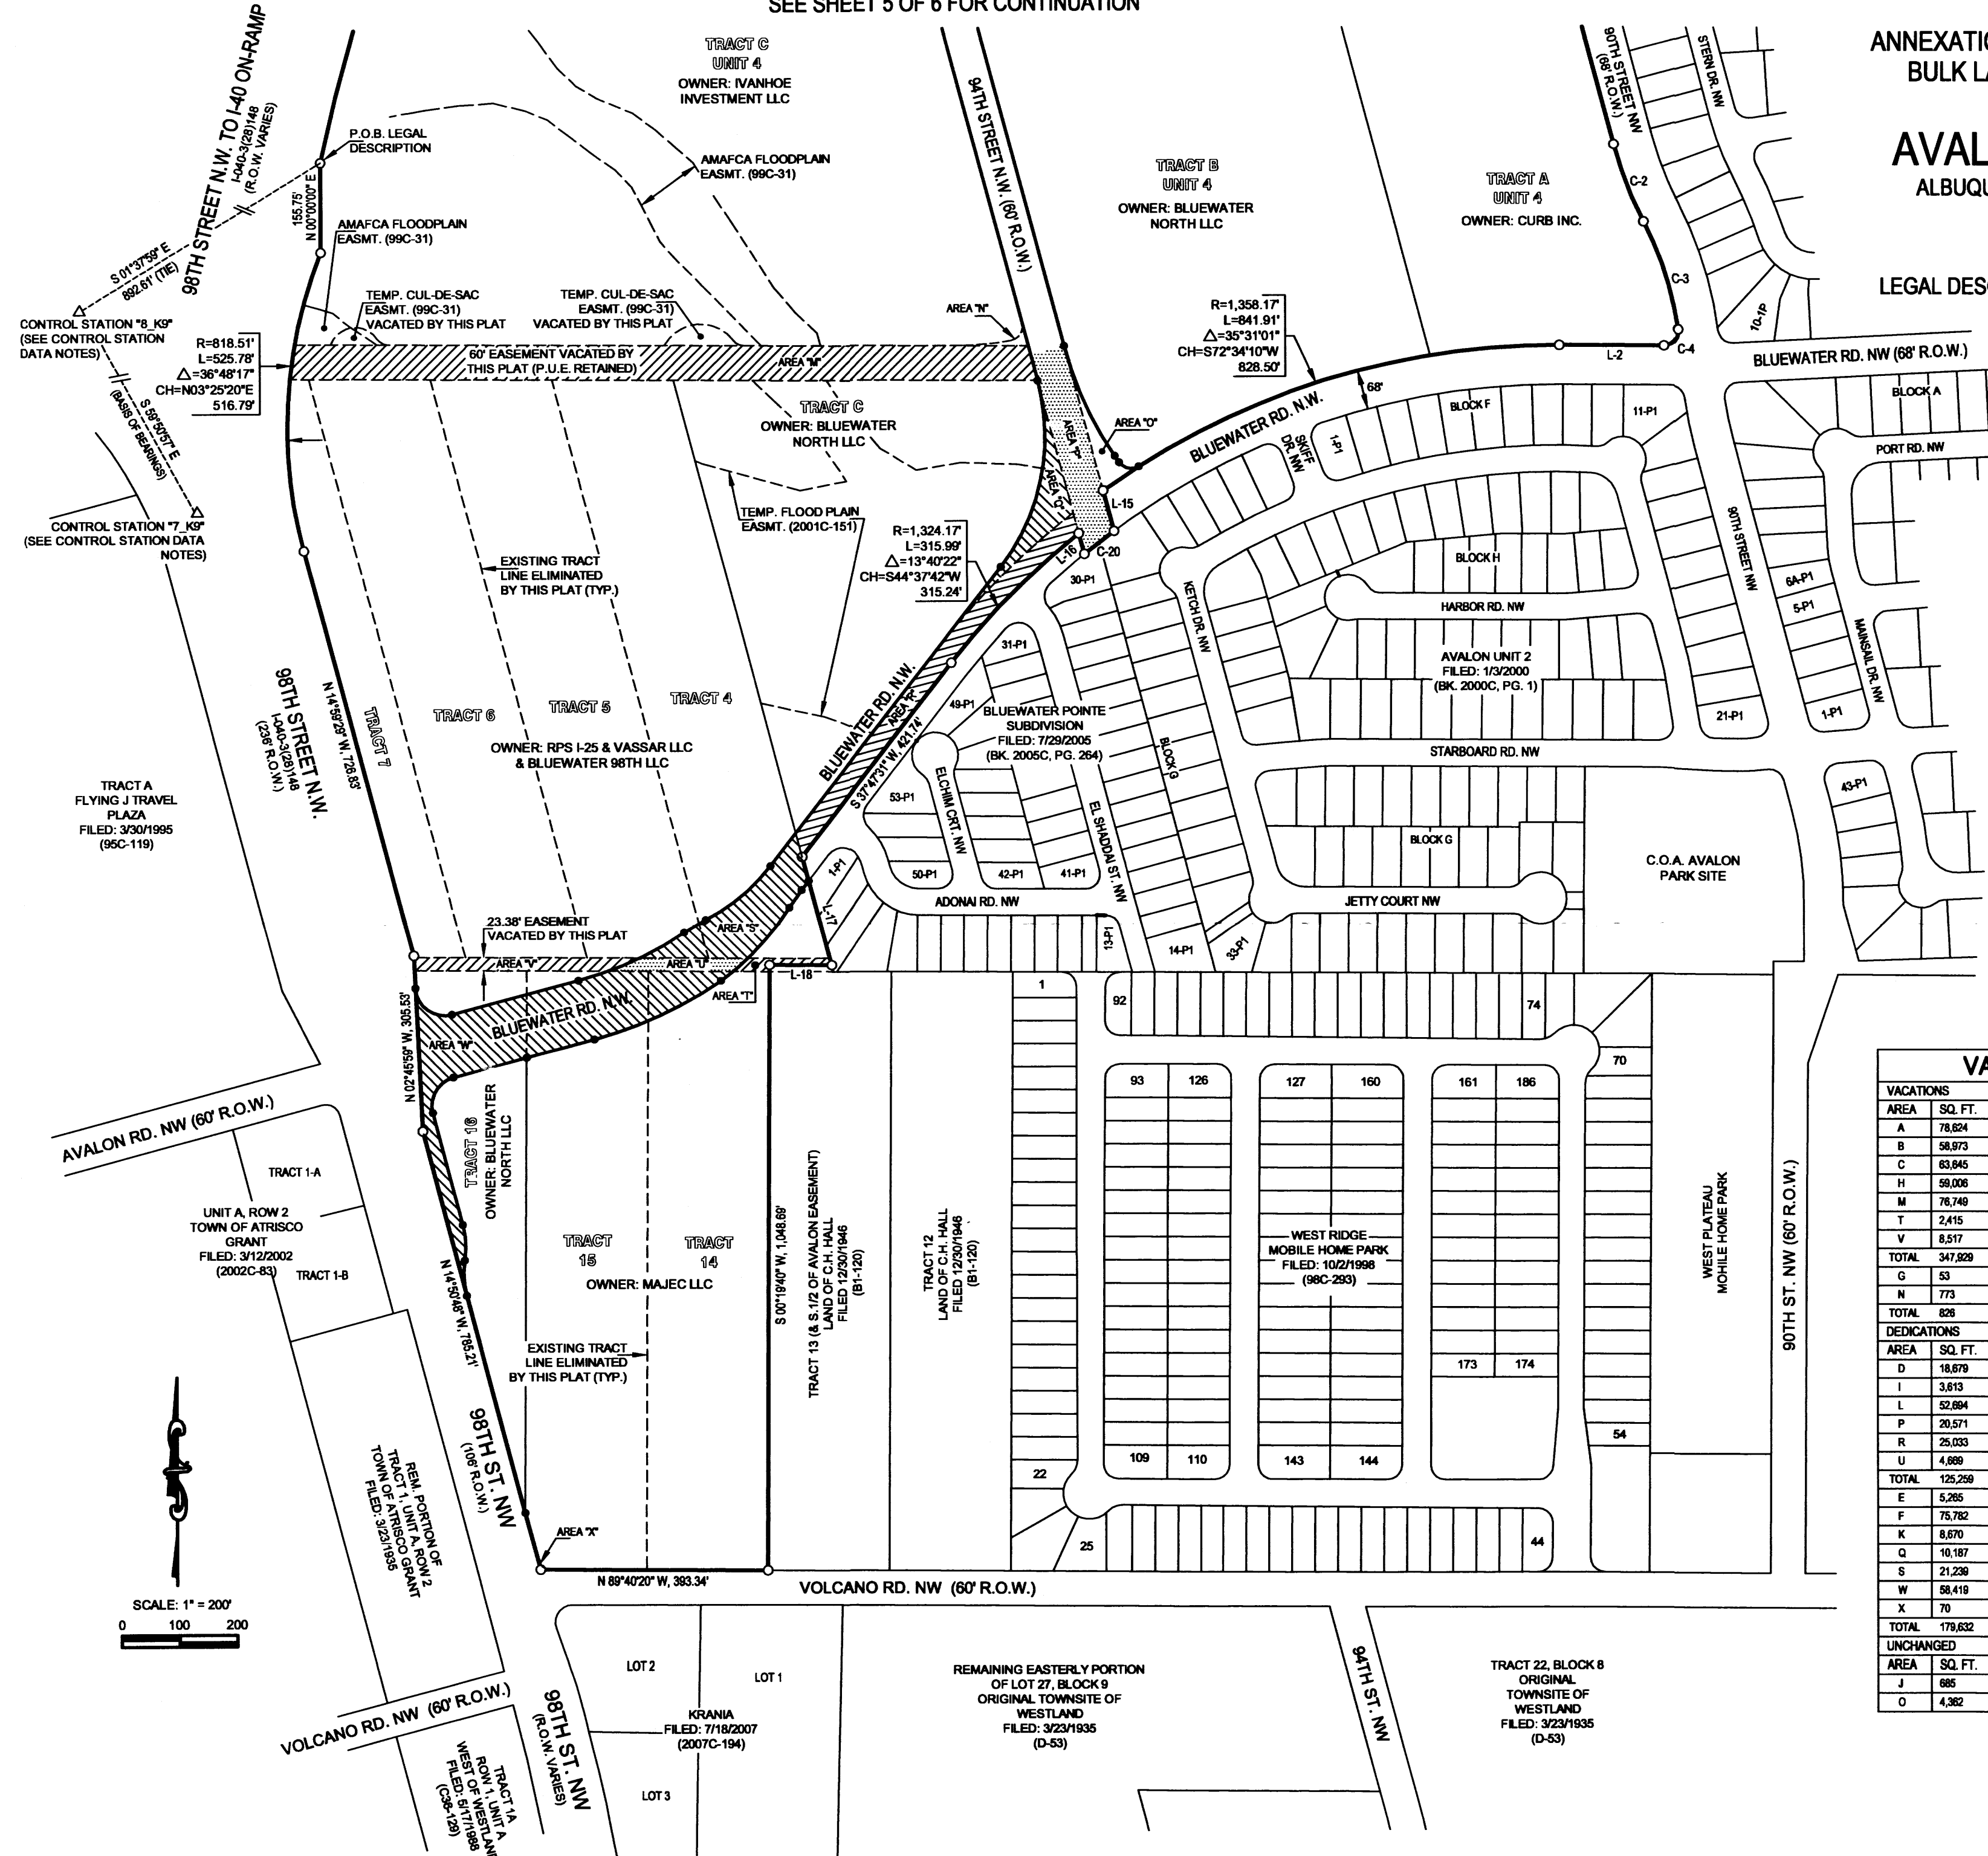 SEE SHEET 5 OF 6 FOR CONTINUATION
98TH STREET N.W. TO I-40 ON-RAMP
I-040-3(28)148
(R.O.W. VARIES)
TRACT C
UNIT 4
OWNER: IVANHOE
INVESTMENT LLC
94TH STREET N.W. (60' R.O.W.)
90TH STREET NW
(68' R.O.W.)
STERN DR. NW
ANNEXATIO
BULK LA
AVAL
ALBUQU
LEGAL DESC
P.O.B. LEGAL
DESCRIPTION
155.75'
N 00°00'00" E
AMAFCA FLOODPLAIN
EASMT. (99C-31)
TRACT B
UNIT 4
OWNER: BLUEWATER
NORTH LLC
TRACT A
UNIT 4
OWNER: CURB INC.
C-2
C-3
C-4
L-2
10-1P
AMAFCA FLOODPLAIN
EASMT. (99C-31)
S 01°37'59" E
892.61' (TIE)
CONTROL STATION "8_K9"
(SEE CONTROL STATION
DATA NOTES)
S 59°50'57" E
(BASIS OF BEARINGS)
CONTROL STATION "7_K9"
(SEE CONTROL STATION DATA
NOTES)
TEMP. CUL-DE-SAC
EASMT. (99C-31)
VACATED BY THIS PLAT
TEMP. CUL-DE-SAC
EASMT. (99C-31)
VACATED BY THIS PLAT
AREA "N"
R=818.51'
L=525.78'
△=36°48'17"
CH=N03°25'20"E
516.79'
60' EASEMENT VACATED BY
THIS PLAT (P.U.E. RETAINED)
AREA "M"
R=1,358.17'
L=841.91'
△=35°31'01"
CH=S72°34'10"W
828.50'
BLUEWATER RD. NW (68' R.O.W.)
BLOCK A
PORT RD. NW
TRACT C
OWNER: BLUEWATER
NORTH LLC
AREA "P"
AREA "O"
AREA "Q"
BLUEWATER RD. N.W.
68'
SKIFF
DR. NW
1-P1
BLOCK F
11-P1
TEMP. FLOOD PLAIN
EASMT. (2001C-151)
L-15
L-16
C-20
R=1,324.17'
L=315.99'
△=13°40'22"
CH=S44°37'42"W
315.24'
EXISTING TRACT
LINE ELIMINATED
BY THIS PLAT (TYP.)
30-P1
KETCH DR. NW
BLOCK H
HARBOR RD. NW
90TH STREET NW
6A-P1
5-P1
MAINSAIL DR. NW
31-P1
AVALON UNIT 2
FILED: 1/3/2000
(BK. 2000C, PG. 1)
21-P1
1-P1
98TH STREET N.W.
I-040-3(28)148
(236' R.O.W.)
N 14°59'29" W, 726.83'
TRACT 7
TRACT 6
TRACT 5
TRACT 4
OWNER: RPS I-25 & VASSAR LLC
& BLUEWATER 98TH LLC
BLUEWATER RD. N.W.
AREA "R"
S 37°47'31" W, 421.74'
49-P1
BLUEWATER POINTE
SUBDIVISION
FILED: 7/29/2005
(BK. 2005C, PG. 264)
BLOCK G
STARBOARD RD. NW
TRACT A
FLYING J TRAVEL
PLAZA
FILED: 3/30/1995
(95C-119)
53-P1
ELCHIM CRT. NW
EL SHADDAI ST. NW
43-P1
BLOCK G
C.O.A. AVALON
PARK SITE
1-P1
50-P1
42-P1
41-P1
ADONAI RD. NW
JETTY COURT NW
L-17
23.38' EASEMENT
VACATED BY THIS PLAT
AREA "S"
13-P1
14-P1
33-P1
AREA "V"
AREA "U"
L-18
AREA "T"
BLUEWATER RD. N.W.
AREA "W"
N 02°45'59" W, 305.53'
1
92
74
70
AVALON RD. NW (60' R.O.W.)
93
126
127
160
161
186
TRACT 16
OWNER: BLUEWATER
NORTH LLC
TRACT 1-A
UNIT A, ROW 2
TOWN OF ATRISCO
GRANT
FILED: 3/12/2002
(2002C-83)
TRACT 1-B
TRACT
15
TRACT
14
OWNER: MAJEC LLC
S 00°19'40" W, 1,048.69'
TRACT 13 (& S.1/2 OF AVALON EASEMENT)
LAND OF C.H. HALL
FILED 12/30/1946
(B1-120)
TRACT 12
LAND OF C.H. HALL
FILED 12/30/1946
(B1-120)
WEST RIDGE
MOBILE HOME PARK
FILED: 10/2/1998
(98C-293)
WEST PLATEAU
MOHILE HOME PARK
90TH ST. NW (60' R.O.W.)
N 14°50'48" W, 785.21'
EXISTING TRACT
LINE ELIMINATED
BY THIS PLAT (TYP.)
173
174
98TH ST. NW
(106' R.O.W.)
REM. PORTION OF
TRACT 1, UNIT A, ROW 2
TOWN OF ATRISCO GRANT
FILED: 3/23/1935
54
22
109
110
143
144
25
44
AREA "X"
N 89°40'20" W, 393.34'
VOLCANO RD. NW (60' R.O.W.)
SCALE: 1" = 200'
0 100 200
LOT 2
LOT 1
KRANIA
FILED: 7/18/2007
(2007C-194)
LOT 3
REMAINING EASTERLY PORTION
OF LOT 27, BLOCK 9
ORIGINAL TOWNSITE OF
WESTLAND
FILED: 3/23/1935
(D-53)
94TH ST. NW
TRACT 22, BLOCK 8
ORIGINAL
TOWNSITE OF
WESTLAND
FILED: 3/23/1935
(D-53)
VOLCANO RD. NW (60' R.O.W.)
98TH ST. NW
(R.O.W. VARIES)
TRACT 1A
ROW 1, UNIT A
WEST OF WESTLAND
FILED: 5/17/1988
(C36-129)
VA
VACATIONS
AREA SQ. FT.
A 78,624
B 58,973
C 63,645
H 59,006
M 76,749
T 2,415
V 8,517
TOTAL 347,929
G 53
N 773
TOTAL 826
DEDICATIONS
AREA SQ. FT.
D 18,679
I 3,613
L 52,694
P 20,571
R 25,033
U 4,669
TOTAL 125,259
E 5,265
F 75,782
K 8,670
Q 10,187
S 21,239
W 58,419
X 70
TOTAL 179,632
UNCHANGED
AREA SQ. FT.
J 685
O 4,362